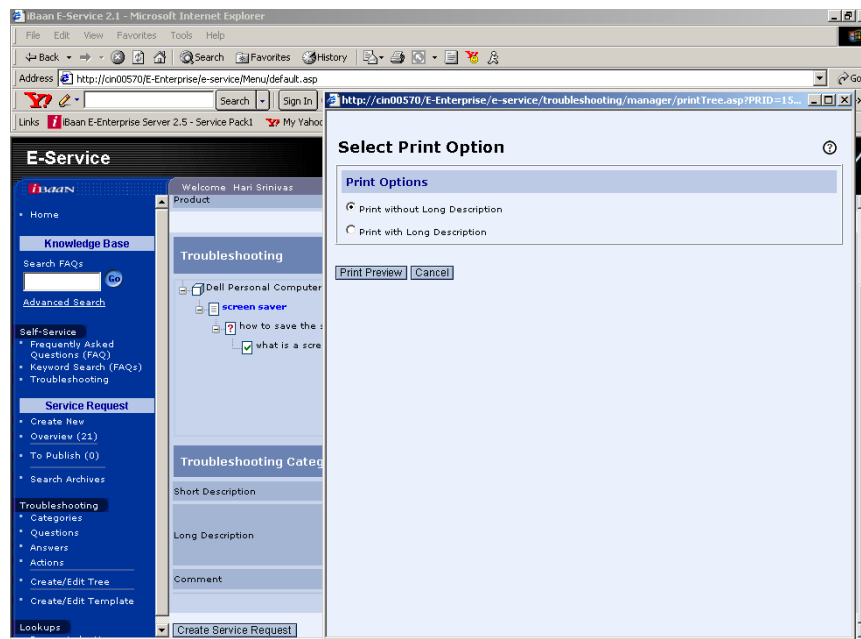 iBaan E-Service 2.1 - Microsoft Internet Explorer
File Edit View Favorites Tools Help
Back Search Favorites History
Address http://cin00570/E-Enterprise/e-service/Menu/default.asp Go
Y! Search Sign In
Links iBaan E-Enterprise Server 2.5 - Service Pack1 My Yahoo
E-Service
iBaan
Home
Knowledge Base
Search FAQs
Go
Advanced Search
Self-Service
Frequently Asked
Questions (FAQ)
Keyword Search (FAQs)
Troubleshooting
Service Request
Create New
Overview (21)
To Publish (0)
Search Archives
Troubleshooting
Categories
Questions
Answers
Actions
Create/Edit Tree
Create/Edit Template
Lookups
Welcome Hari Srinivas
Product
Troubleshooting
Dell Personal Computer
screen saver
how to save the s
what is a scre
Troubleshooting Categ
Short Description
Long Description
Comment
Create Service Request
http://cin00570/E-Enterprise/e-service/troubleshooting/manager/printTree.asp?PRID=15...
Select Print Option
Print Options
Print without Long Description
Print with Long Description
Print Preview Cancel